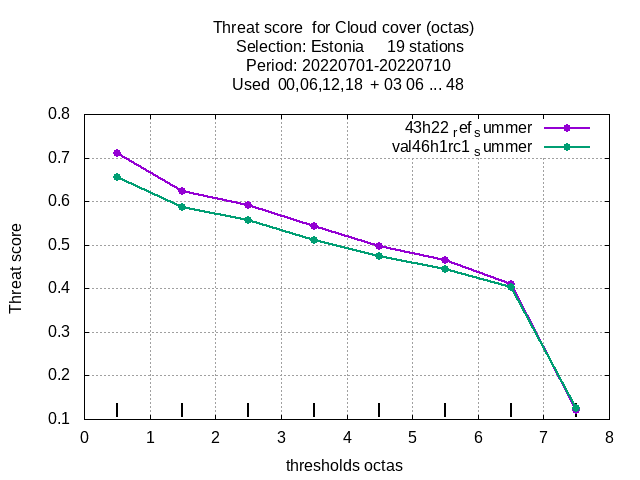 Threat score  for Cloud cover (octas)
Selection: Estonia     19 stations
Period: 20220701-20220710
Used  00,06,12,18  + 03 06 ... 48
43h22 ref summer
val46h1rc1 summer
0.8
0.7
0.6
0.5
0.4
0.3
0.2
0.1
Threat score
0 1 2 3 4 5 6 7 8
thresholds octas